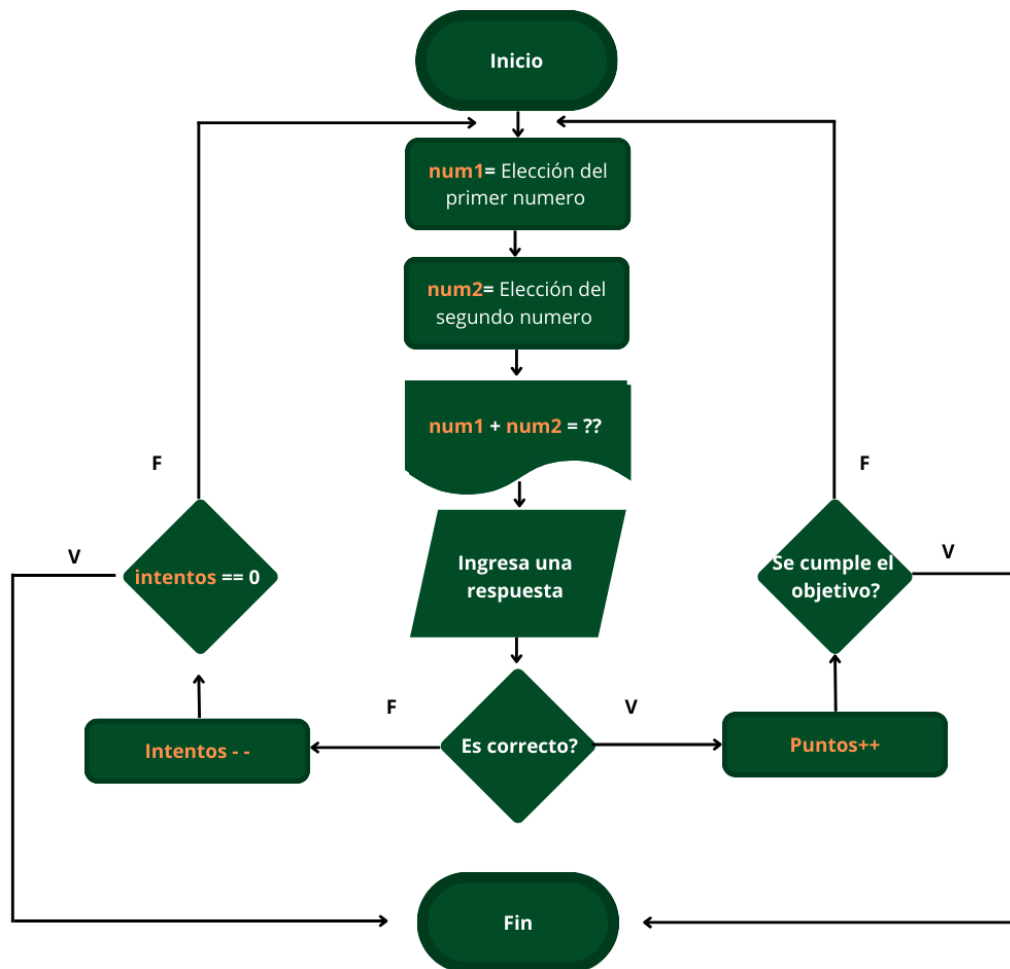 Inicio
num1= Elección del
primer numero
num2= Elección del
segundo numero
num1 + num2 = ??
F
F
V
intentos == 0
Ingresa una
respuesta
Se cumple el
objetivo?
V
F
V
Intentos - -
Es correcto?
Puntos++
Fin